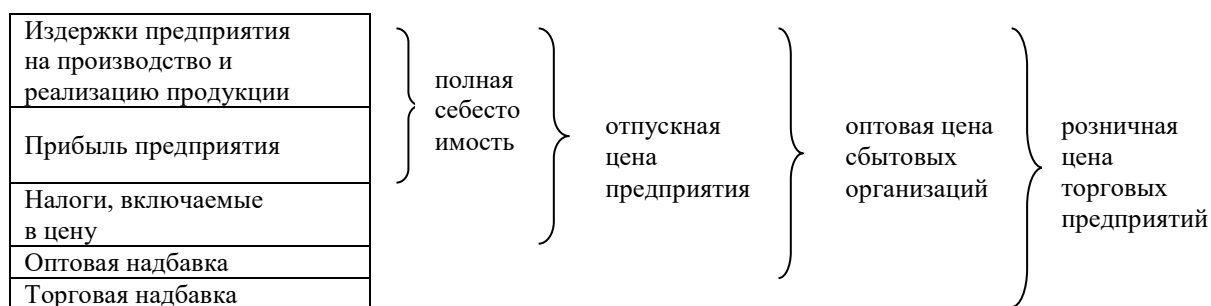 Издержки предприятия
на производство и
реализацию продукции
Прибыль предприятия
Налоги, включаемые
в цену
Оптовая надбавка
Торговая надбавка
полная
себесто
имость
отпускная
цена
предприятия
оптовая цена
сбытовых
организаций
розничная
цена
торговых
предприятий